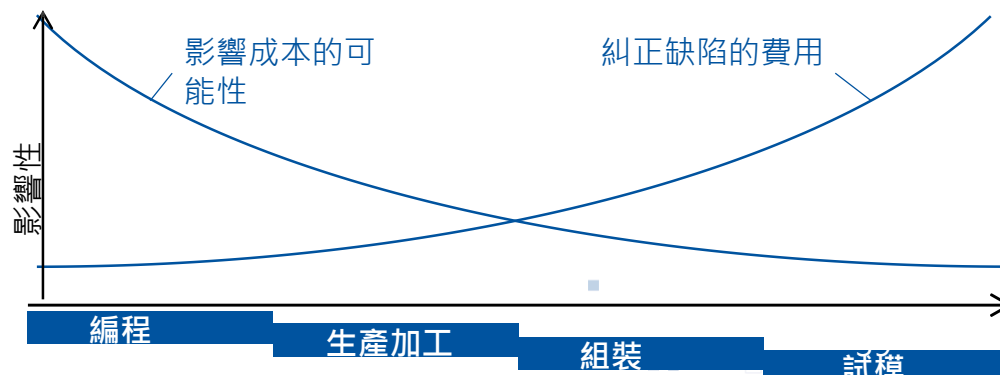 影響成本的可
能性
糾正缺陷的費用
影響性
編程
生產加工
組裝
試模